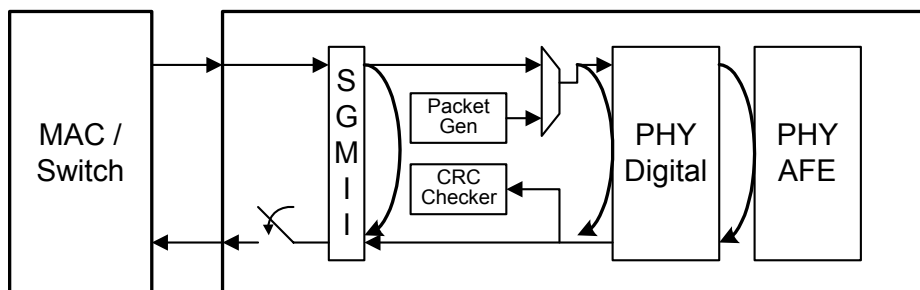 MAC /
Switch
S
G
M
I
I
Packet
Gen
CRC
Checker
PHY
Digital
PHY
AFE